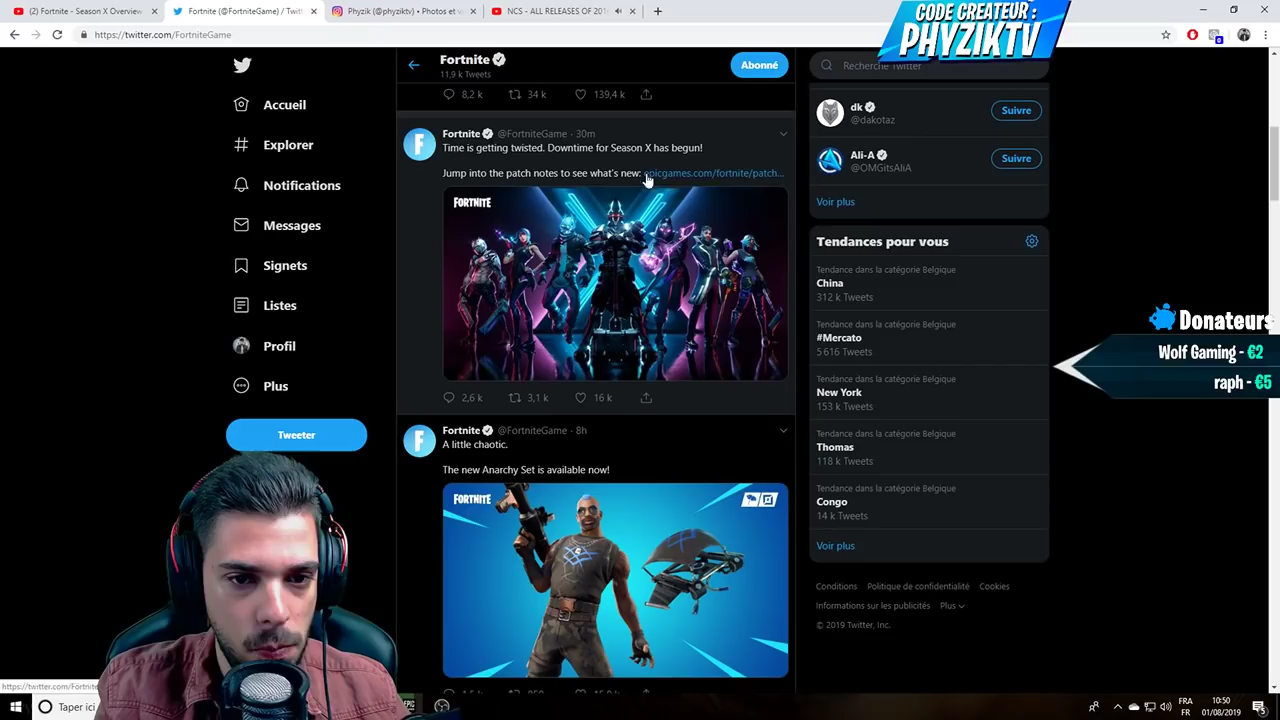 (2) Fortnite - Season X Overview
Fortnite (@FortniteGame) / Twitt
Phyzik (@phyziktv) • Photos et v
NCS - ALL RELEASES OF 201
CODE CREATEUR :
PHYZIKTV
https://twitter.com/FortniteGame
Accueil
Explorer
Notifications
Messages
Signets
Listes
Profil
Plus
Tweeter
Fortnite
11,9 k Tweets
Abonné
8,2 k
34 k
139,4 k
Fortnite @FortniteGame · 30m
Time is getting twisted. Downtime for Season X has begun!
Jump into the patch notes to see what's new: epicgames.com/fortnite/patch...
FORTNITE
2,6 k
3,1 k
16 k
Fortnite @FortniteGame · 8h
A little chaotic.
The new Anarchy Set is available now!
FORTNITE
Recherche Twitter
dk
@dakotaz
Suivre
Ali-A
@OMGitsAliA
Suivre
Voir plus
Tendances pour vous
Tendance dans la catégorie Belgique
China
312 k Tweets
Tendance dans la catégorie Belgique
#Mercato
5 616 Tweets
Tendance dans la catégorie Belgique
New York
153 k Tweets
Tendance dans la catégorie Belgique
Thomas
118 k Tweets
Tendance dans la catégorie Belgique
Congo
14 k Tweets
Voir plus
Conditions Politique de confidentialité Cookies
Informations sur les publicités Plus
© 2019 Twitter, Inc.
Donateurs
Wolf Gaming - €2
raph - €5
https://twitter.com/Fortnite
Taper ici
FRA
FR
10:50
01/08/2019